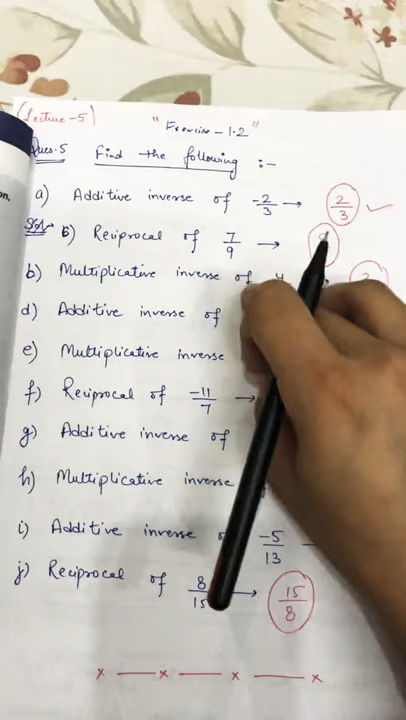 (Lecture-5)
"Exercise-1.2"
Ques.5 Find the following :-
a) Additive inverse of -2/3 → 2/3 ✓
Sol- b) Reciprocal of 7/9 → 9
b) Multiplicative inverse of 4
d) Additive inverse of
e) Multiplicative inverse
f) Reciprocal of -11/7 →
g) Additive inverse of
h) Multiplicative inverse
i) Additive inverse -5/13
j) Reciprocal of 8/15 → 15/8
x — x — x — x